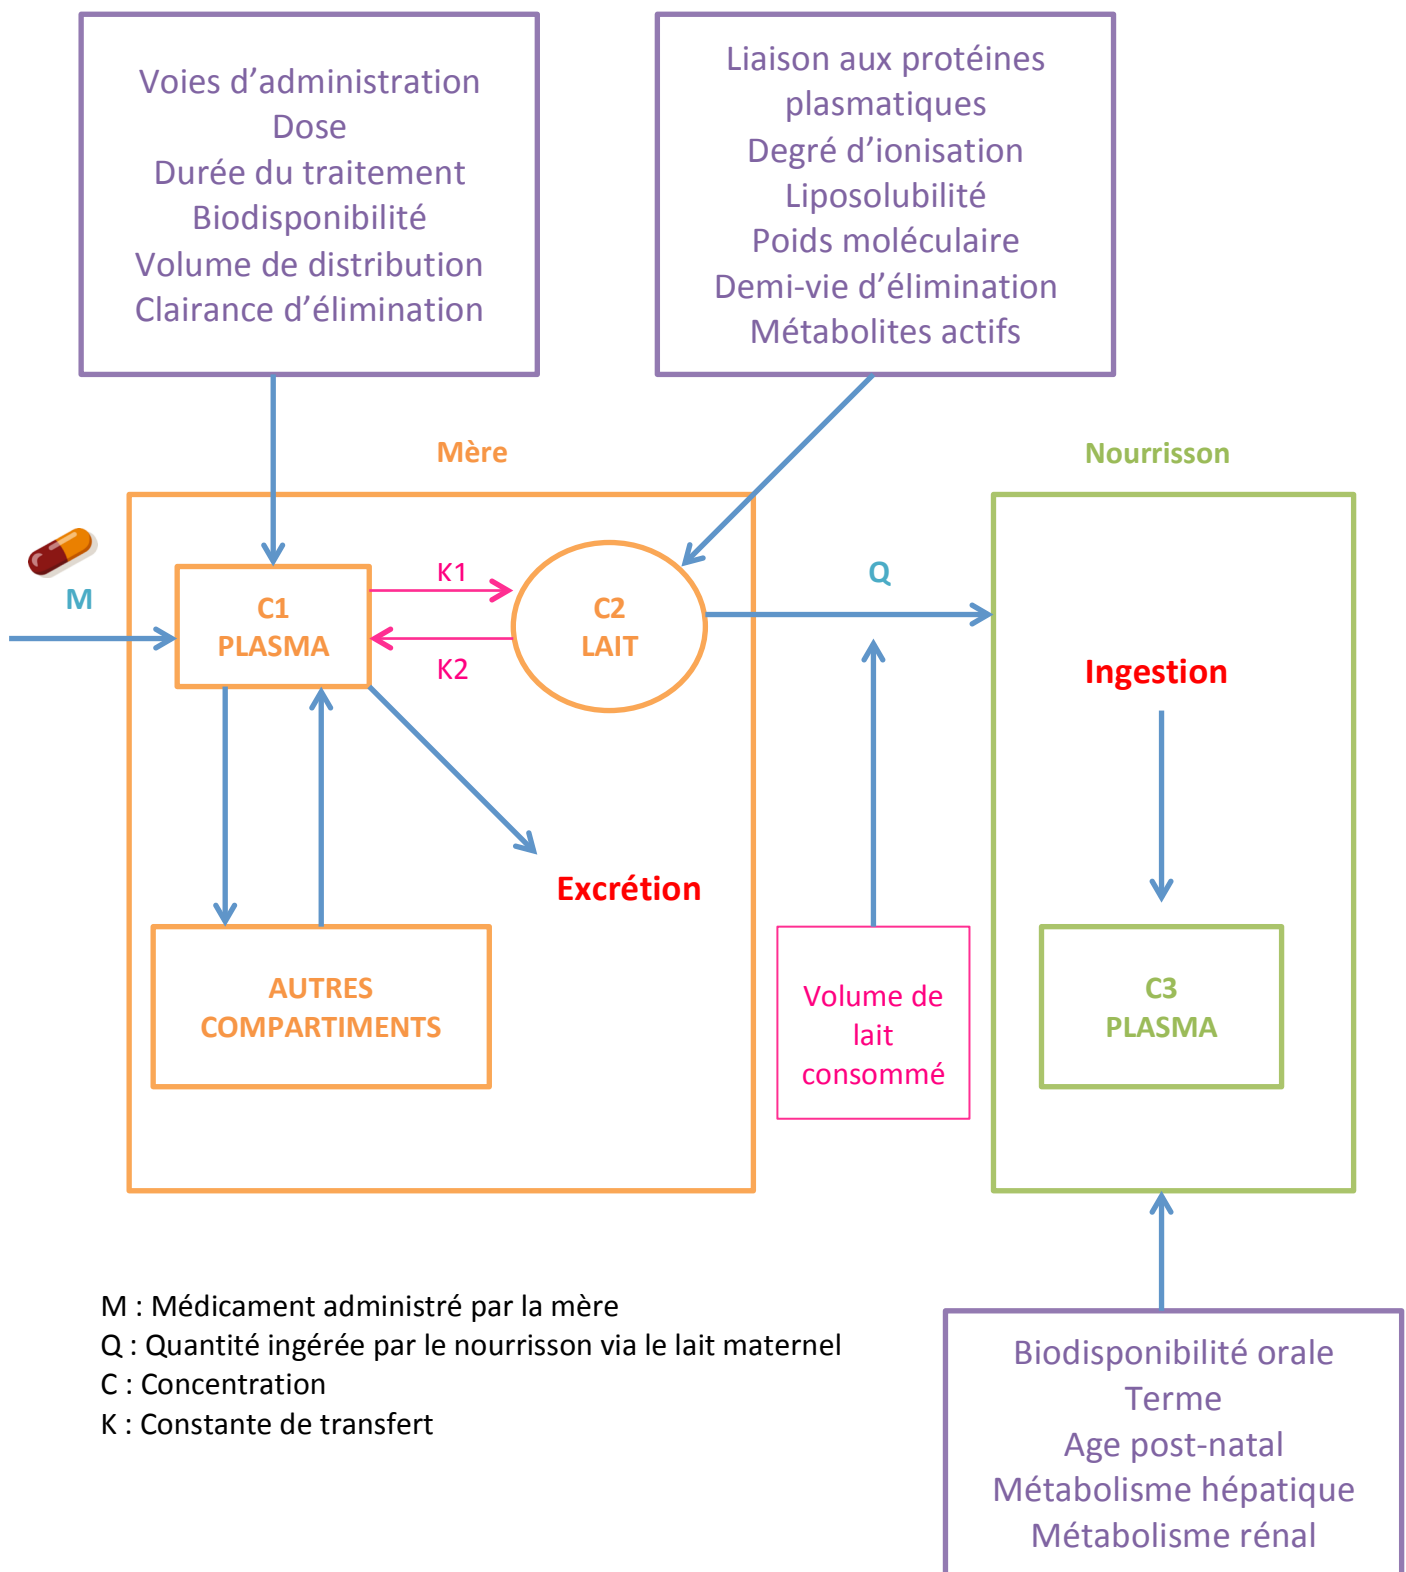 Voies d’administration
Dose
Durée du traitement
Biodisponibilité
Volume de distribution
Clairance d’élimination
Liaison aux protéines
plasmatiques
Degré d’ionisation
Liposolubilité
Poids moléculaire
Demi-vie d’élimination
Métabolites actifs
Mère
Nourrisson
M
C1
PLASMA
K1
K2
C2
LAIT
Q
Ingestion
Excrétion
AUTRES
COMPARTIMENTS
Volume de
lait
consommé
C3
PLASMA
M : Médicament administré par la mère
Q : Quantité ingérée par le nourrisson via le lait maternel
C : Concentration
K : Constante de transfert
Biodisponibilité orale
Terme
Age post-natal
Métabolisme hépatique
Métabolisme rénal